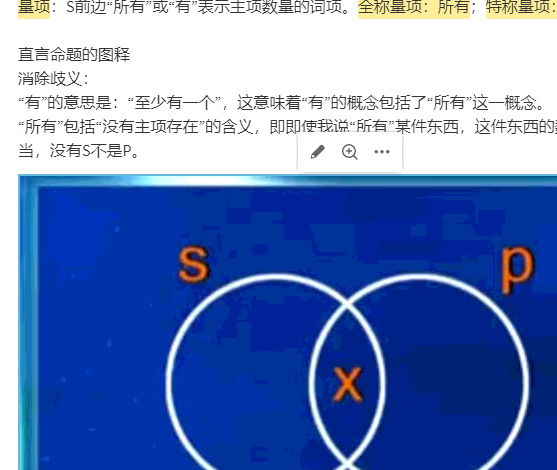 量项：S前边“所有”或“有”表示主项数量的词项。全称量项：所有；特称量项：
直言命题的图释
消除歧义：
“有”的意思是：“至少有一个”，这意味着“有”的概念包括了“所有”这一概念。
“所有”包括“没有主项存在”的含义，即即使我说“所有”某件东西，这件东西的
当，没有S不是P。
s p
x